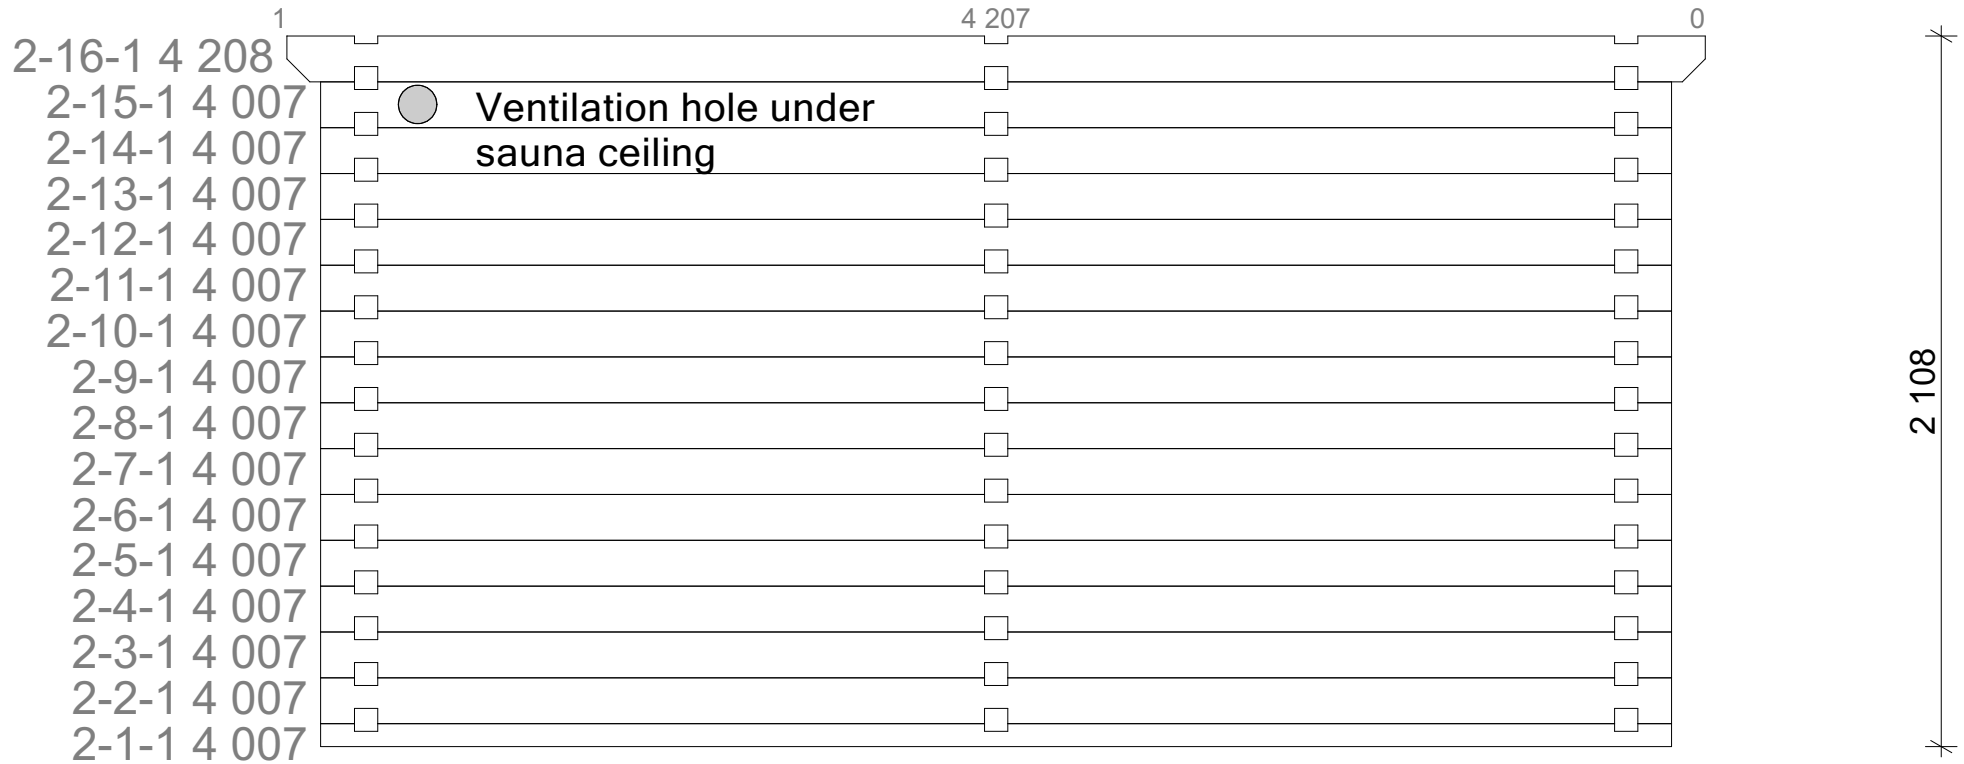 1 4 207 0
2-16-1 4 208
2-15-1 4 007
Ventilation hole under
2-14-1 4 007
sauna ceiling
2-13-1 4 007
2-12-1 4 007
2-11-1 4 007
2-10-1 4 007
2-9-1 4 007
2-8-1 4 007
2-7-1 4 007
2-6-1 4 007
2-5-1 4 007
2-4-1 4 007
2-3-1 4 007
2-2-1 4 007
2-1-1 4 007
2 108